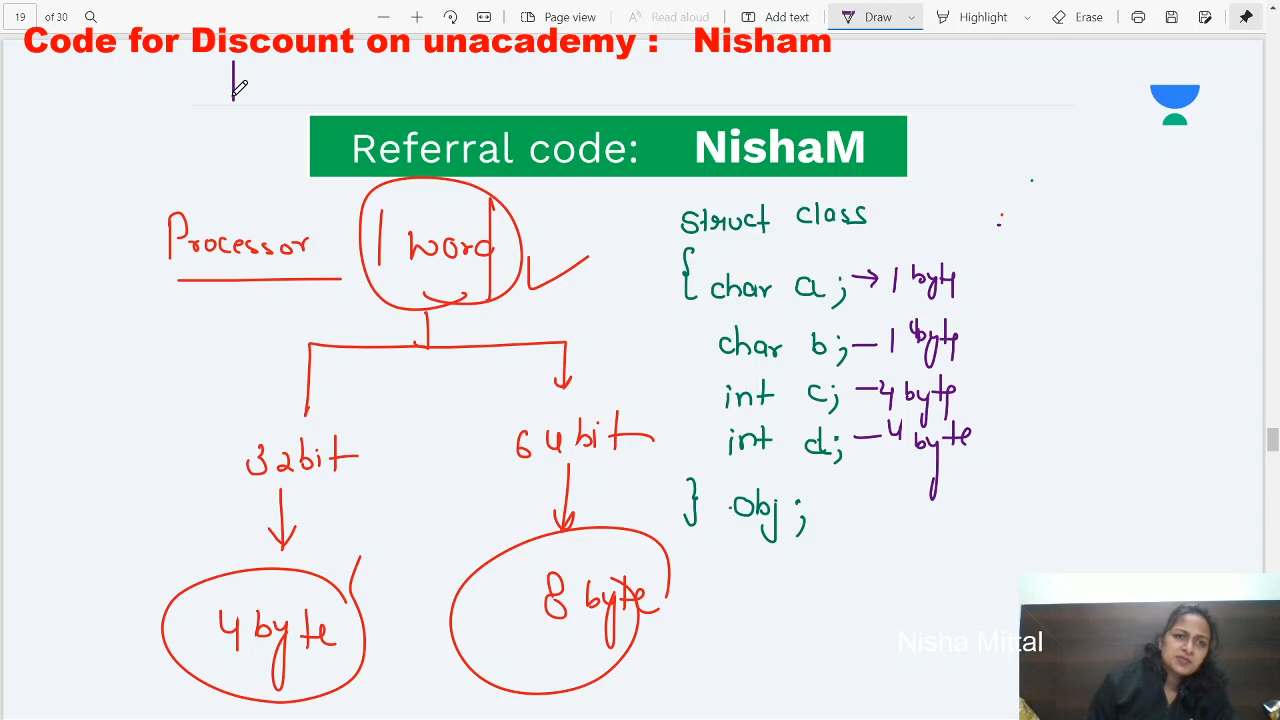 19 of 30 Page view Read aloud Add text Draw Highlight Erase
Code for Discount on unacademy : Nisham
Referral code: NishaM
Processor
1 word
32bit
64bit
4 byte
8 byte
Struct class
{ char a; → 1 byte
char b; — 1 byte
int c; — 4 byte
int d; — 4 byte
} obj ;
Nisha Mittal